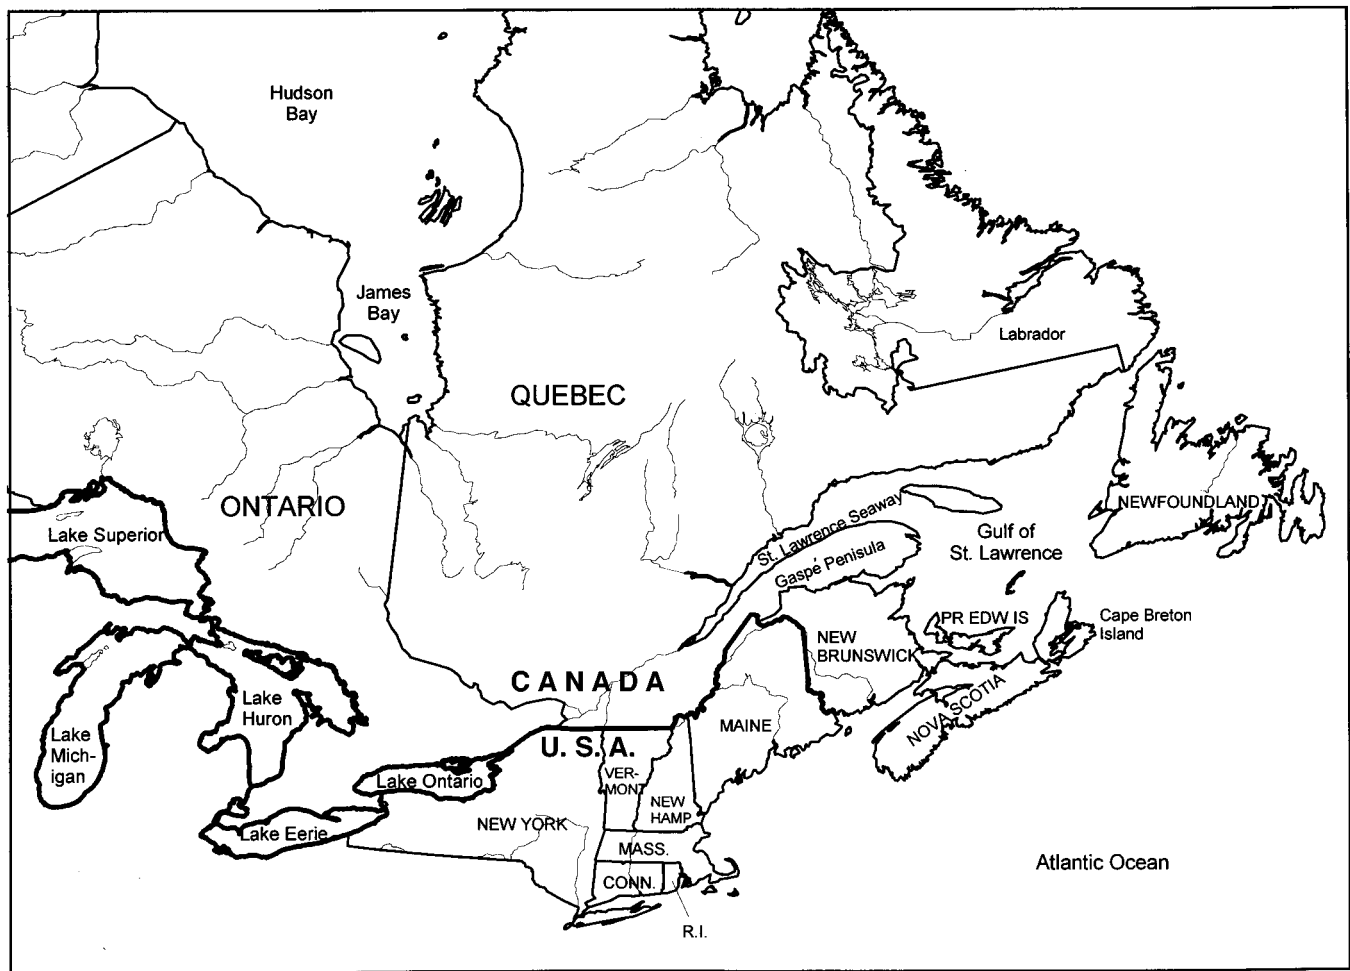 Hudson
Bay
James
Bay
Labrador
QUEBEC
ONTARIO
NEWFOUNDLAND
Lake Superior
St. Lawrence Seaway
Gulf of
St. Lawrence
Gaspé Penisula
PR EDW IS
Cape Breton
Island
NEW
BRUNSWICK
CANADA
NOVA SCOTIA
Lake
Huron
MAINE
Lake
Mich-
igan
U. S. A.
Lake Ontario
VER-
MONT
NEW
HAMP
NEW YORK
Lake Eerie
MASS.
Atlantic Ocean
CONN.
R.I.